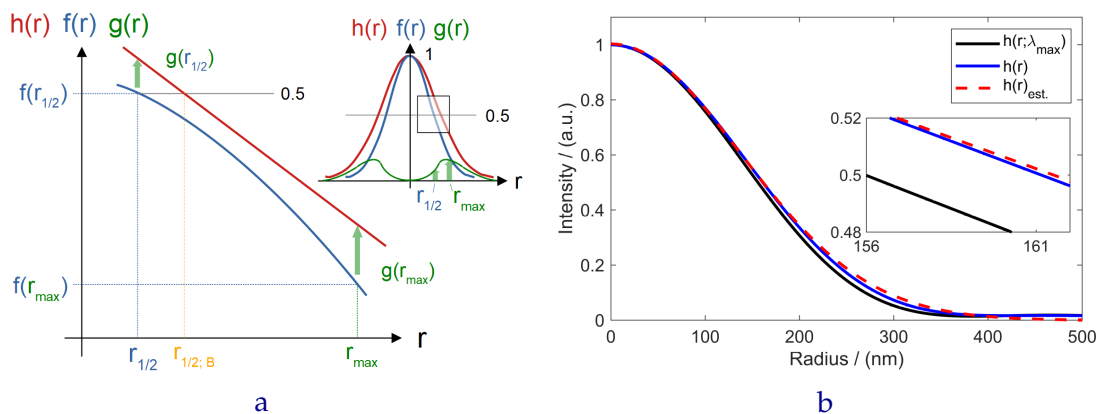 h(r) f(r) g(r)
g(r1/2)
f(r1/2)
0.5
f(rmax)
g(rmax)
r
r1/2
r1/2; B
rmax
h(r) f(r) g(r)
1
0.5
r
r1/2
rmax
a
Intensity / (a.u.)
1
0.8
0.6
0.4
0.2
0
0
100
200
300
400
500
Radius / (nm)
h(r;λmax)
h(r)
h(r)est.
0.52
0.5
0.48
156
161
b